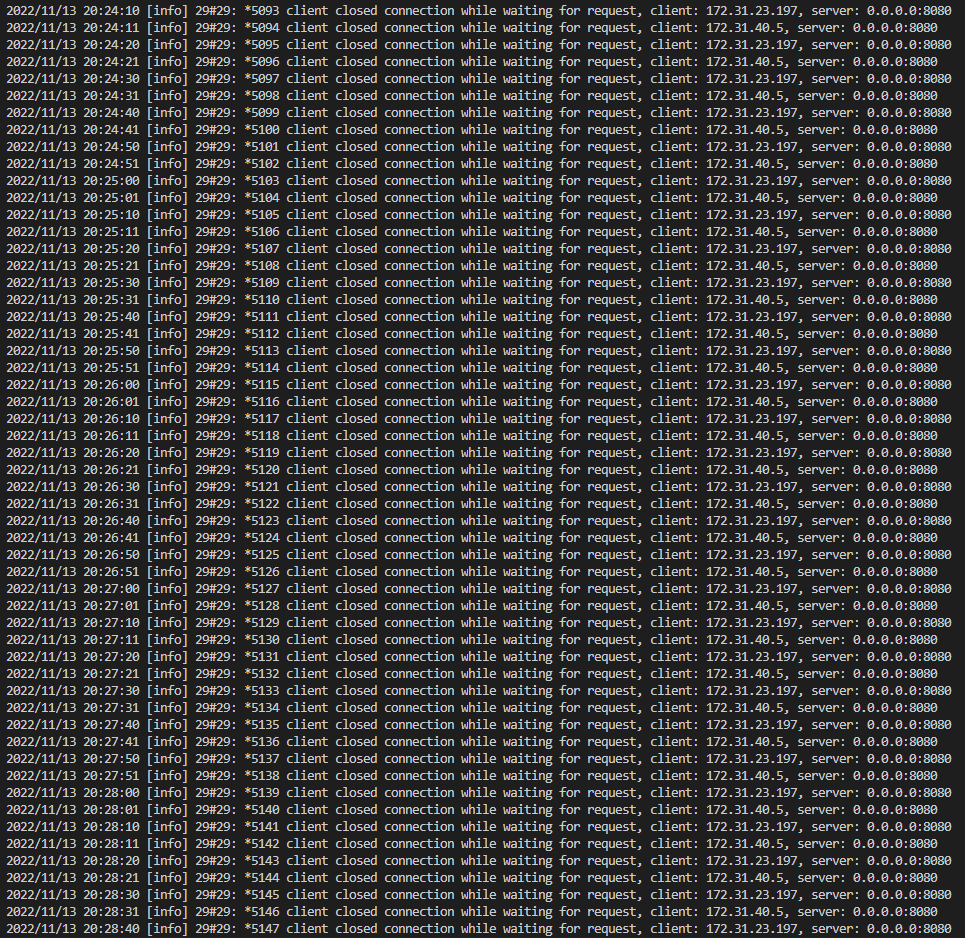 2022/11/13 20:24:10 [info] 29#29: *5093 client closed connection while waiting for request, client: 172.31.23.197, server: 0.0.0.0:8080
2022/11/13 20:24:11 [info] 29#29: *5094 client closed connection while waiting for request, client: 172.31.40.5, server: 0.0.0.0:8080
2022/11/13 20:24:20 [info] 29#29: *5095 client closed connection while waiting for request, client: 172.31.23.197, server: 0.0.0.0:8080
2022/11/13 20:24:21 [info] 29#29: *5096 client closed connection while waiting for request, client: 172.31.40.5, server: 0.0.0.0:8080
2022/11/13 20:24:30 [info] 29#29: *5097 client closed connection while waiting for request, client: 172.31.23.197, server: 0.0.0.0:8080
2022/11/13 20:24:31 [info] 29#29: *5098 client closed connection while waiting for request, client: 172.31.40.5, server: 0.0.0.0:8080
2022/11/13 20:24:40 [info] 29#29: *5099 client closed connection while waiting for request, client: 172.31.23.197, server: 0.0.0.0:8080
2022/11/13 20:24:41 [info] 29#29: *5100 client closed connection while waiting for request, client: 172.31.40.5, server: 0.0.0.0:8080
2022/11/13 20:24:50 [info] 29#29: *5101 client closed connection while waiting for request, client: 172.31.23.197, server: 0.0.0.0:8080
2022/11/13 20:24:51 [info] 29#29: *5102 client closed connection while waiting for request, client: 172.31.40.5, server: 0.0.0.0:8080
2022/11/13 20:25:00 [info] 29#29: *5103 client closed connection while waiting for request, client: 172.31.23.197, server: 0.0.0.0:8080
2022/11/13 20:25:01 [info] 29#29: *5104 client closed connection while waiting for request, client: 172.31.40.5, server: 0.0.0.0:8080
2022/11/13 20:25:10 [info] 29#29: *5105 client closed connection while waiting for request, client: 172.31.23.197, server: 0.0.0.0:8080
2022/11/13 20:25:11 [info] 29#29: *5106 client closed connection while waiting for request, client: 172.31.40.5, server: 0.0.0.0:8080
2022/11/13 20:25:20 [info] 29#29: *5107 client closed connection while waiting for request, client: 172.31.23.197, server: 0.0.0.0:8080
2022/11/13 20:25:21 [info] 29#29: *5108 client closed connection while waiting for request, client: 172.31.40.5, server: 0.0.0.0:8080
2022/11/13 20:25:30 [info] 29#29: *5109 client closed connection while waiting for request, client: 172.31.23.197, server: 0.0.0.0:8080
2022/11/13 20:25:31 [info] 29#29: *5110 client closed connection while waiting for request, client: 172.31.40.5, server: 0.0.0.0:8080
2022/11/13 20:25:40 [info] 29#29: *5111 client closed connection while waiting for request, client: 172.31.23.197, server: 0.0.0.0:8080
2022/11/13 20:25:41 [info] 29#29: *5112 client closed connection while waiting for request, client: 172.31.40.5, server: 0.0.0.0:8080
2022/11/13 20:25:50 [info] 29#29: *5113 client closed connection while waiting for request, client: 172.31.23.197, server: 0.0.0.0:8080
2022/11/13 20:25:51 [info] 29#29: *5114 client closed connection while waiting for request, client: 172.31.40.5, server: 0.0.0.0:8080
2022/11/13 20:26:00 [info] 29#29: *5115 client closed connection while waiting for request, client: 172.31.23.197, server: 0.0.0.0:8080
2022/11/13 20:26:01 [info] 29#29: *5116 client closed connection while waiting for request, client: 172.31.40.5, server: 0.0.0.0:8080
2022/11/13 20:26:10 [info] 29#29: *5117 client closed connection while waiting for request, client: 172.31.23.197, server: 0.0.0.0:8080
2022/11/13 20:26:11 [info] 29#29: *5118 client closed connection while waiting for request, client: 172.31.40.5, server: 0.0.0.0:8080
2022/11/13 20:26:20 [info] 29#29: *5119 client closed connection while waiting for request, client: 172.31.23.197, server: 0.0.0.0:8080
2022/11/13 20:26:21 [info] 29#29: *5120 client closed connection while waiting for request, client: 172.31.40.5, server: 0.0.0.0:8080
2022/11/13 20:26:30 [info] 29#29: *5121 client closed connection while waiting for request, client: 172.31.23.197, server: 0.0.0.0:8080
2022/11/13 20:26:31 [info] 29#29: *5122 client closed connection while waiting for request, client: 172.31.40.5, server: 0.0.0.0:8080
2022/11/13 20:26:40 [info] 29#29: *5123 client closed connection while waiting for request, client: 172.31.23.197, server: 0.0.0.0:8080
2022/11/13 20:26:41 [info] 29#29: *5124 client closed connection while waiting for request, client: 172.31.40.5, server: 0.0.0.0:8080
2022/11/13 20:26:50 [info] 29#29: *5125 client closed connection while waiting for request, client: 172.31.23.197, server: 0.0.0.0:8080
2022/11/13 20:26:51 [info] 29#29: *5126 client closed connection while waiting for request, client: 172.31.40.5, server: 0.0.0.0:8080
2022/11/13 20:27:00 [info] 29#29: *5127 client closed connection while waiting for request, client: 172.31.23.197, server: 0.0.0.0:8080
2022/11/13 20:27:01 [info] 29#29: *5128 client closed connection while waiting for request, client: 172.31.40.5, server: 0.0.0.0:8080
2022/11/13 20:27:10 [info] 29#29: *5129 client closed connection while waiting for request, client: 172.31.23.197, server: 0.0.0.0:8080
2022/11/13 20:27:11 [info] 29#29: *5130 client closed connection while waiting for request, client: 172.31.40.5, server: 0.0.0.0:8080
2022/11/13 20:27:20 [info] 29#29: *5131 client closed connection while waiting for request, client: 172.31.23.197, server: 0.0.0.0:8080
2022/11/13 20:27:21 [info] 29#29: *5132 client closed connection while waiting for request, client: 172.31.40.5, server: 0.0.0.0:8080
2022/11/13 20:27:30 [info] 29#29: *5133 client closed connection while waiting for request, client: 172.31.23.197, server: 0.0.0.0:8080
2022/11/13 20:27:31 [info] 29#29: *5134 client closed connection while waiting for request, client: 172.31.40.5, server: 0.0.0.0:8080
2022/11/13 20:27:40 [info] 29#29: *5135 client closed connection while waiting for request, client: 172.31.23.197, server: 0.0.0.0:8080
2022/11/13 20:27:41 [info] 29#29: *5136 client closed connection while waiting for request, client: 172.31.40.5, server: 0.0.0.0:8080
2022/11/13 20:27:50 [info] 29#29: *5137 client closed connection while waiting for request, client: 172.31.23.197, server: 0.0.0.0:8080
2022/11/13 20:27:51 [info] 29#29: *5138 client closed connection while waiting for request, client: 172.31.40.5, server: 0.0.0.0:8080
2022/11/13 20:28:00 [info] 29#29: *5139 client closed connection while waiting for request, client: 172.31.23.197, server: 0.0.0.0:8080
2022/11/13 20:28:01 [info] 29#29: *5140 client closed connection while waiting for request, client: 172.31.40.5, server: 0.0.0.0:8080
2022/11/13 20:28:10 [info] 29#29: *5141 client closed connection while waiting for request, client: 172.31.23.197, server: 0.0.0.0:8080
2022/11/13 20:28:11 [info] 29#29: *5142 client closed connection while waiting for request, client: 172.31.40.5, server: 0.0.0.0:8080
2022/11/13 20:28:20 [info] 29#29: *5143 client closed connection while waiting for request, client: 172.31.23.197, server: 0.0.0.0:8080
2022/11/13 20:28:21 [info] 29#29: *5144 client closed connection while waiting for request, client: 172.31.40.5, server: 0.0.0.0:8080
2022/11/13 20:28:30 [info] 29#29: *5145 client closed connection while waiting for request, client: 172.31.23.197, server: 0.0.0.0:8080
2022/11/13 20:28:31 [info] 29#29: *5146 client closed connection while waiting for request, client: 172.31.40.5, server: 0.0.0.0:8080
2022/11/13 20:28:40 [info] 29#29: *5147 client closed connection while waiting for request, client: 172.31.23.197, server: 0.0.0.0:8080